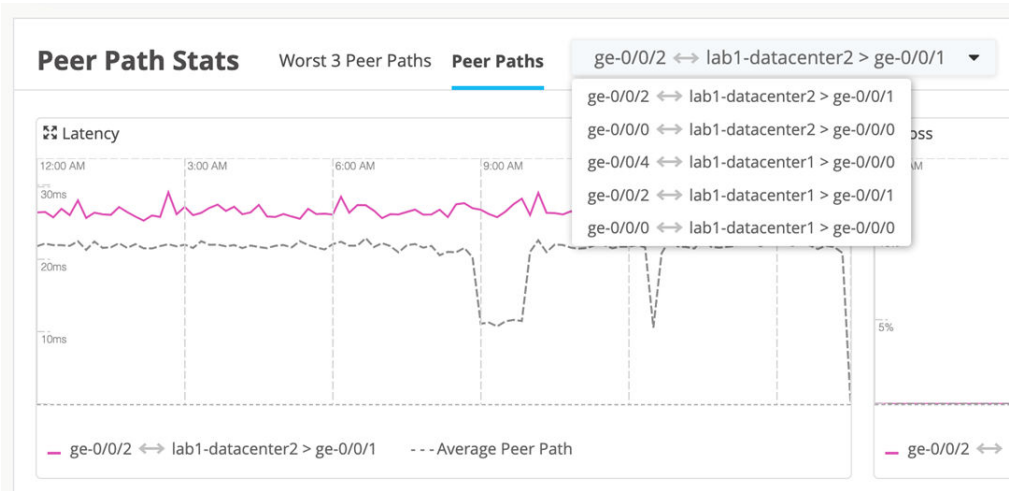 Peer Path Stats Worst 3 Peer Paths Peer Paths ge-0/0/2 ↔ lab1-datacenter2 > ge-0/0/1
ge-0/0/2 ↔ lab1-datacenter2 > ge-0/0/1
ge-0/0/0 ↔ lab1-datacenter2 > ge-0/0/0
ge-0/0/4 ↔ lab1-datacenter1 > ge-0/0/0
ge-0/0/2 ↔ lab1-datacenter1 > ge-0/0/1
ge-0/0/0 ↔ lab1-datacenter1 > ge-0/0/0
Latency
12:00 AM 3:00 AM 6:00 AM 9:00 AM
30ms
20ms
10ms
ge-0/0/2 ↔ lab1-datacenter2 > ge-0/0/1 ---Average Peer Path
oss
AM
5%
ge-0/0/2 ↔